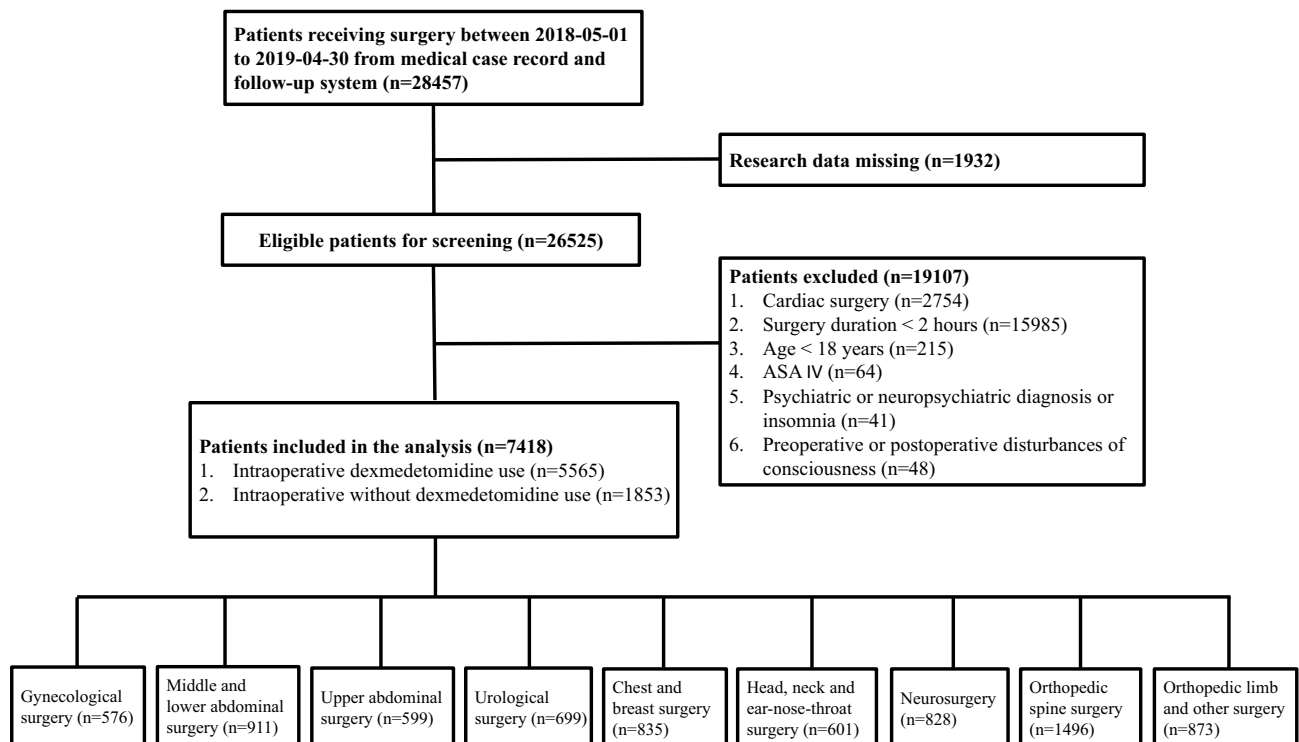 Patients receiving surgery between 2018-05-01
to 2019-04-30 from medical case record and
follow-up system (n=28457)
Research data missing (n=1932)
Eligible patients for screening (n=26525)
Patients excluded (n=19107)
1. Cardiac surgery (n=2754)
2. Surgery duration < 2 hours (n=15985)
3. Age < 18 years (n=215)
4. ASA IV (n=64)
5. Psychiatric or neuropsychiatric diagnosis or
insomnia (n=41)
6. Preoperative or postoperative disturbances of
consciousness (n=48)
Patients included in the analysis (n=7418)
1. Intraoperative dexmedetomidine use (n=5565)
2. Intraoperative without dexmedetomidine use (n=1853)
Gynecological
surgery (n=576)
Middle and
lower abdominal
surgery (n=911)
Upper abdominal
surgery (n=599)
Urological
surgery (n=699)
Chest and
breast surgery
(n=835)
Head, neck and
ear-nose-throat
surgery (n=601)
Neurosurgery
(n=828)
Orthopedic
spine surgery
(n=1496)
Orthopedic limb
and other surgery
(n=873)